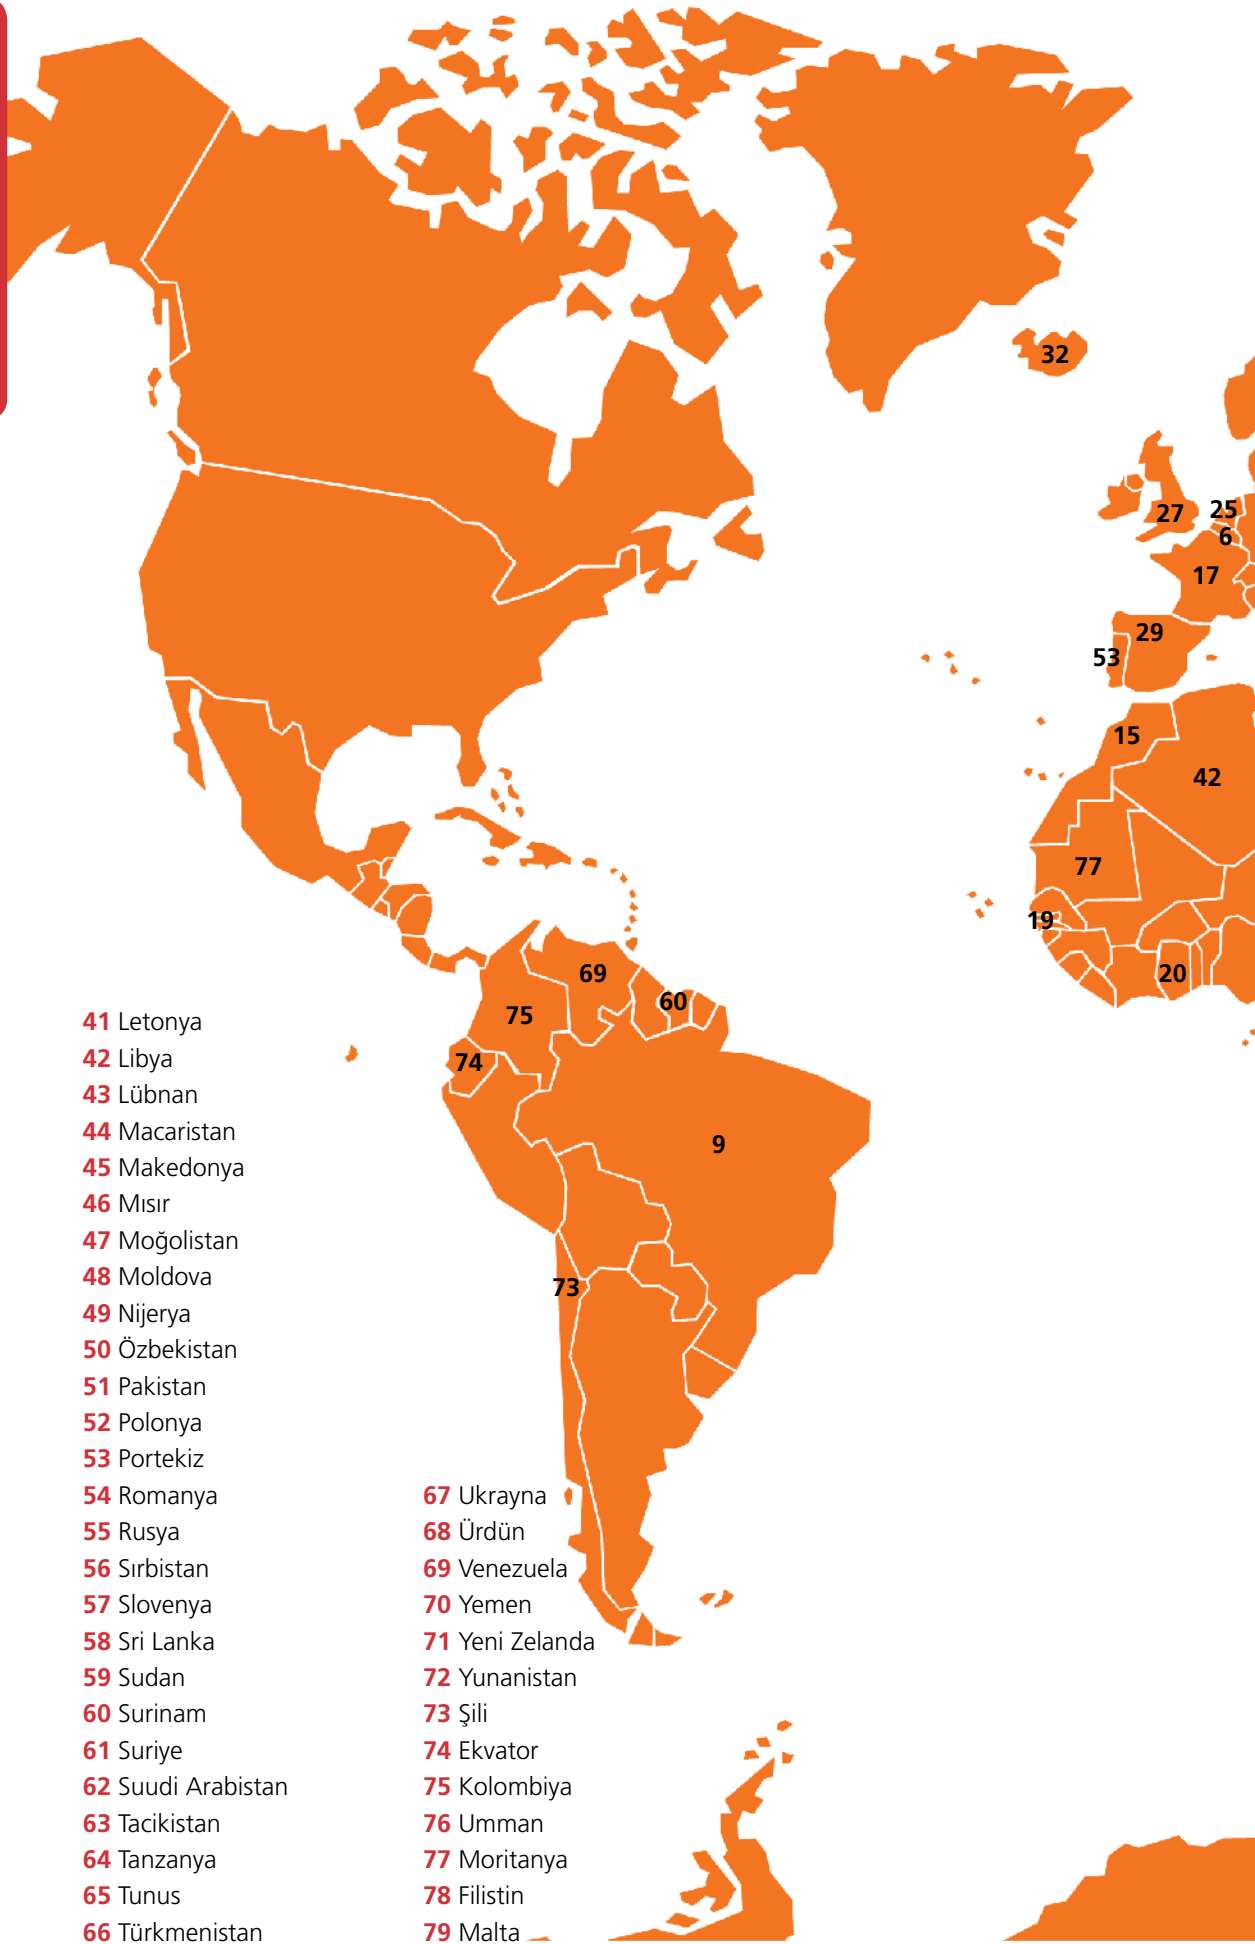 32
27
25
6
17
29
53
15
42
77
19
20
69
60
75
74
9
73
41 Letonya
42 Libya
43 Lübnan
44 Macaristan
45 Makedonya
46 Mısır
47 Moğolistan
48 Moldova
49 Nijerya
50 Özbekistan
51 Pakistan
52 Polonya
53 Portekiz
54 Romanya
55 Rusya
56 Sırbistan
57 Slovenya
58 Sri Lanka
59 Sudan
60 Surinam
61 Suriye
62 Suudi Arabistan
63 Tacikistan
64 Tanzanya
65 Tunus
66 Türkmenistan
67 Ukrayna
68 Ürdün
69 Venezuela
70 Yemen
71 Yeni Zelanda
72 Yunanistan
73 Şili
74 Ekvator
75 Kolombiya
76 Umman
77 Moritanya
78 Filistin
79 Malta